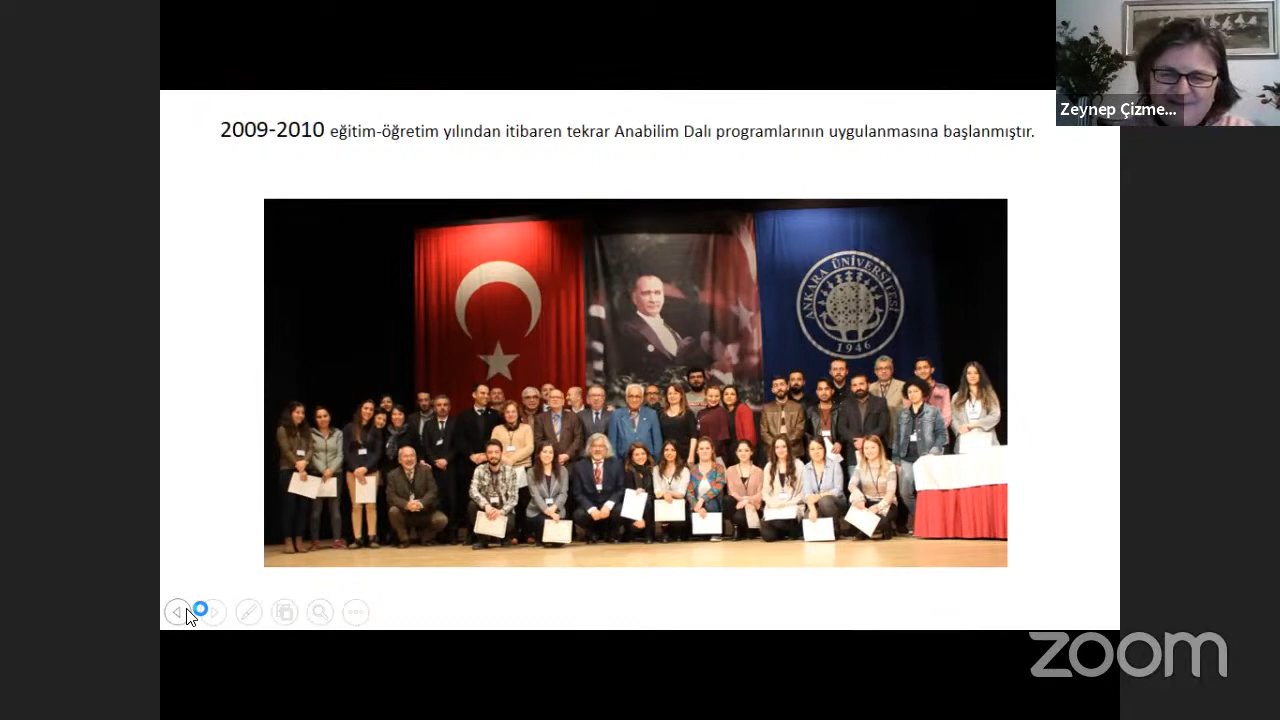 2009-2010 eğitim-öğretim yılından itibaren tekrar Anabilim Dalı programlarının uygulanmasına başlanmıştır.
Zeynep Çizme...
ANKARA ÜNİVERSİTESİ
1946
zoom